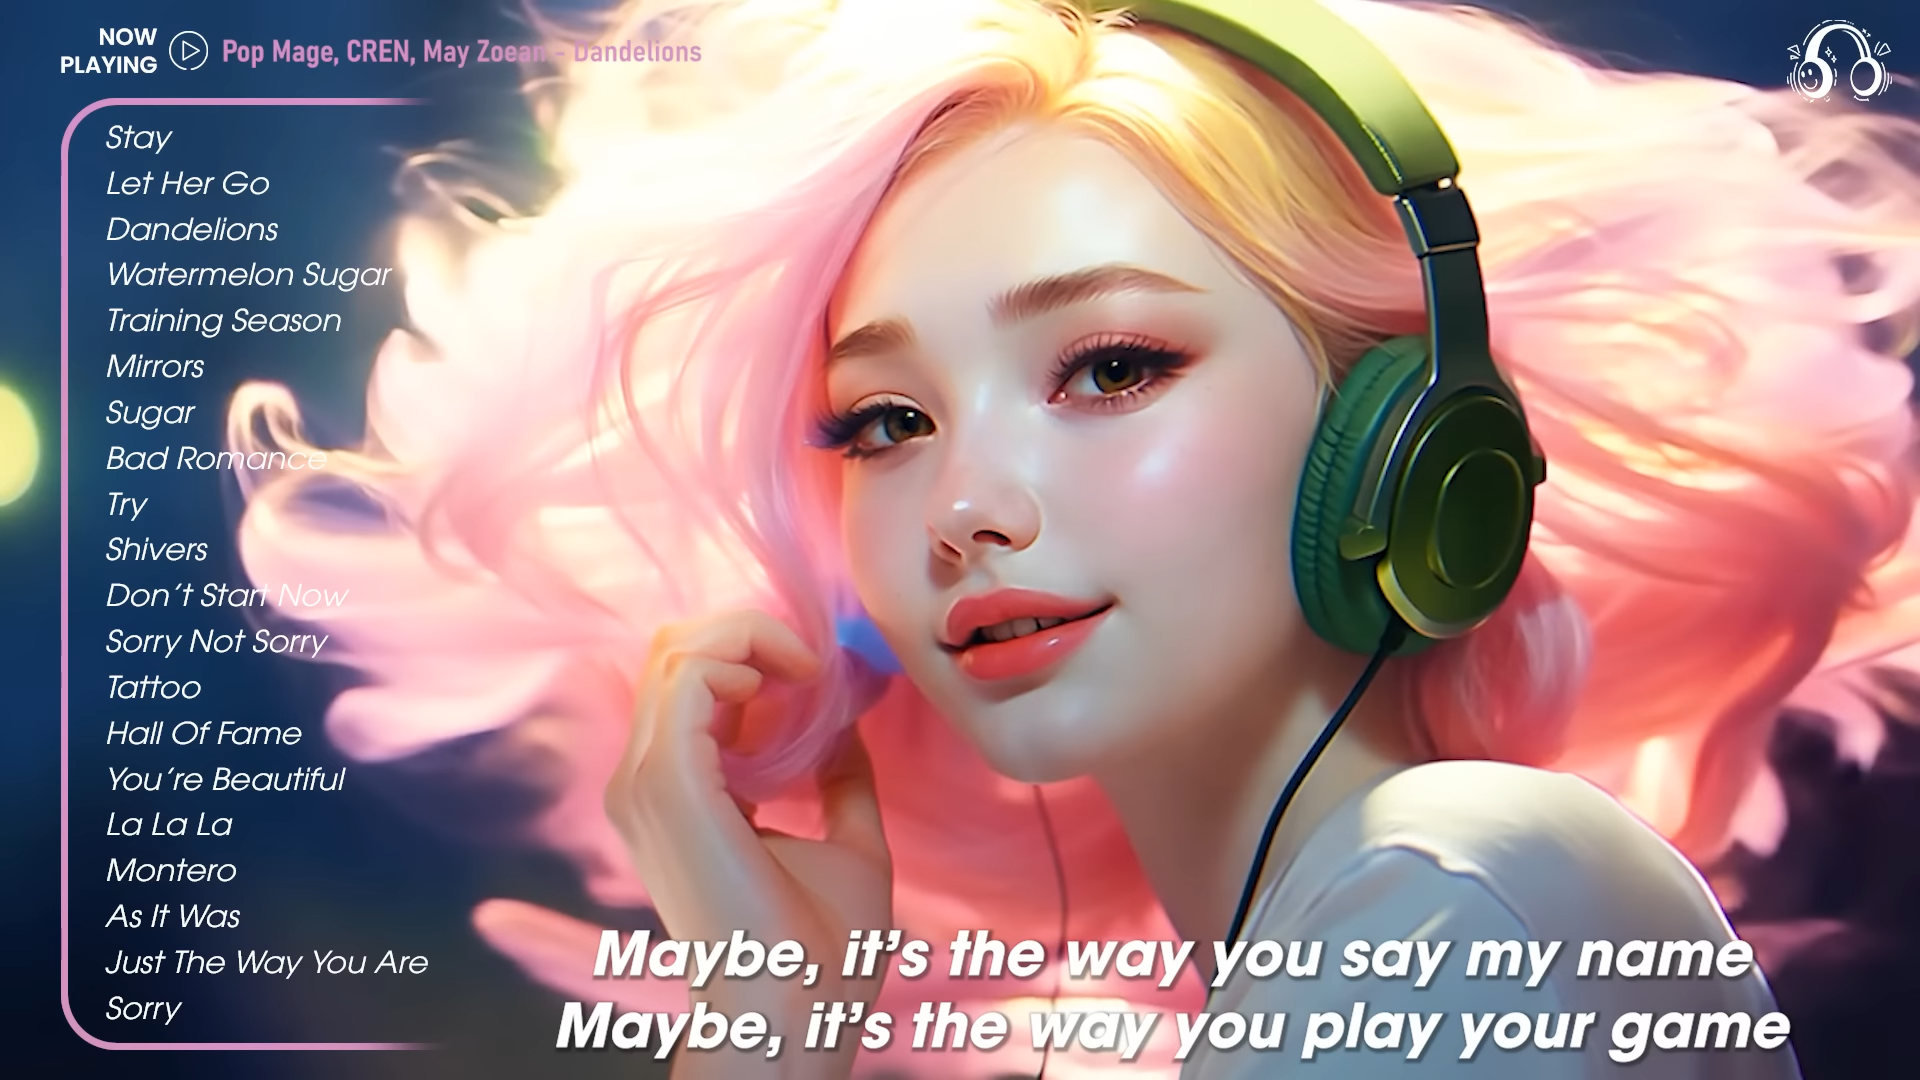 NOW
PLAYING
Pop Mage, CREN, May Zoean - Dandelions
Stay
Let Her Go
Dandelions
Watermelon Sugar
Training Season
Mirrors
Sugar
Bad Romance
Try
Shivers
Don't Start Now
Sorry Not Sorry
Tattoo
Hall Of Fame
You're Beautiful
La La La
Montero
As It Was
Just The Way You Are
Sorry
Maybe, it's the way you say my name
Maybe, it's the way you play your game